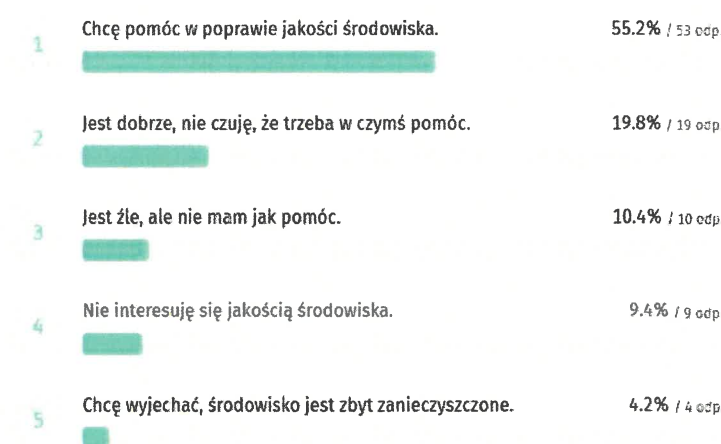 1 Chcę pomóc w poprawie jakości środowiska. 55.2% / 53 odp
2 Jest dobrze, nie czuję, że trzeba w czymś pomóc. 19.8% / 19 odp
3 Jest źle, ale nie mam jak pomóc. 10.4% / 10 odp
4 Nie interesuję się jakością środowiska. 9.4% / 9 odp
5 Chcę wyjechać, środowisko jest zbyt zanieczyszczone. 4.2% / 4 odp